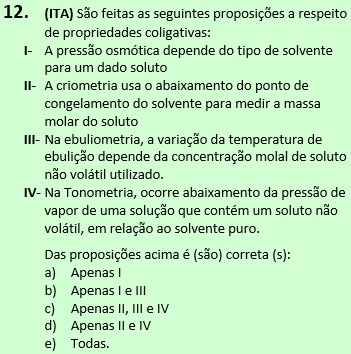 12. (ITA) São feitas as seguintes proposições a respeito
de propriedades coligativas:
I- A pressão osmótica depende do tipo de solvente
para um dado soluto
II- A criometria usa o abaixamento do ponto de
congelamento do solvente para medir a massa
molar do soluto
III- Na ebuliometria, a variação da temperatura de
ebulição depende da concentração molal de soluto
não volátil utilizado.
IV- Na Tonometria, ocorre abaixamento da pressão de
vapor de uma solução que contém um soluto não
volátil, em relação ao solvente puro.
Das proposições acima é (são) correta (s):
a) Apenas I
b) Apenas I e III
c) Apenas II, III e IV
d) Apenas II e IV
e) Todas.